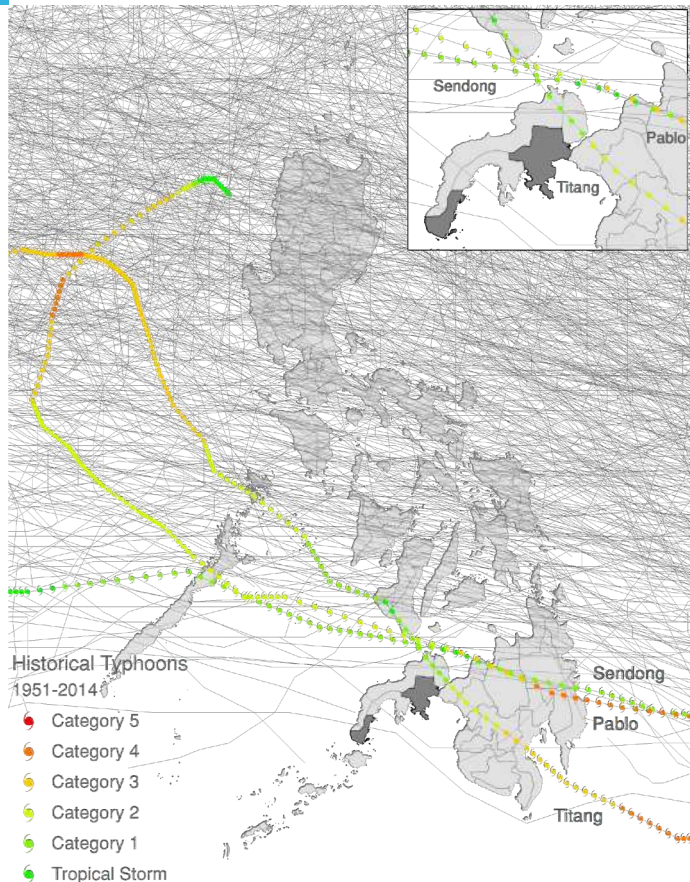 Sendong
Pablo
Titang
Sendong
Pablo
Titang
Historical Typhoons
1951-2014
Category 5
Category 4
Category 3
Category 2
Category 1
Tropical Storm